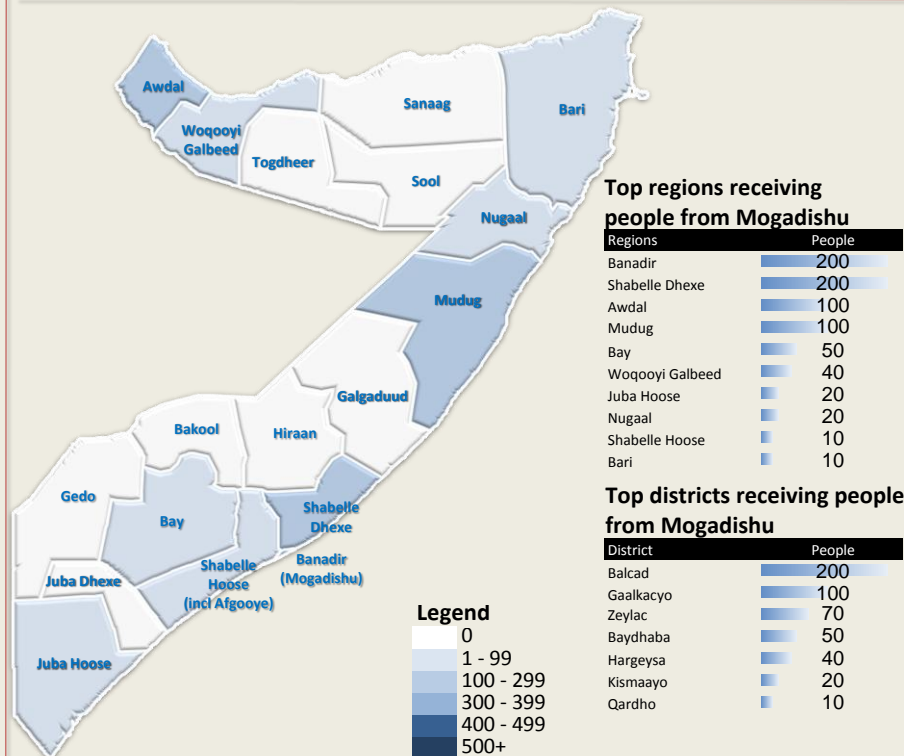 Awdal
Woqooyi
Galbeed
Togdheer
Sanaag
Sool
Bari
Nugaal
Mudug
Galgaduud
Hiraan
Bakool
Gedo
Bay
Shabelle
Dhexe
Banadir
(Mogadishu)
Shabelle
Hoose
(incl Afgooye)
Juba Dhexe
Juba Hoose
Top regions receiving
people from Mogadishu
Regions People
Banadir 200
Shabelle Dhexe 200
Awdal 100
Mudug 100
Bay 50
Woqooyi Galbeed 40
Juba Hoose 20
Nugaal 20
Shabelle Hoose 10
Bari 10
Top districts receiving people
from Mogadishu
District People
Balcad 200
Gaalkacyo 100
Zeylac 70
Baydhaba 50
Hargeysa 40
Kismaayo 20
Qardho 10
Legend
0
1 - 99
100 - 299
300 - 399
400 - 499
500+